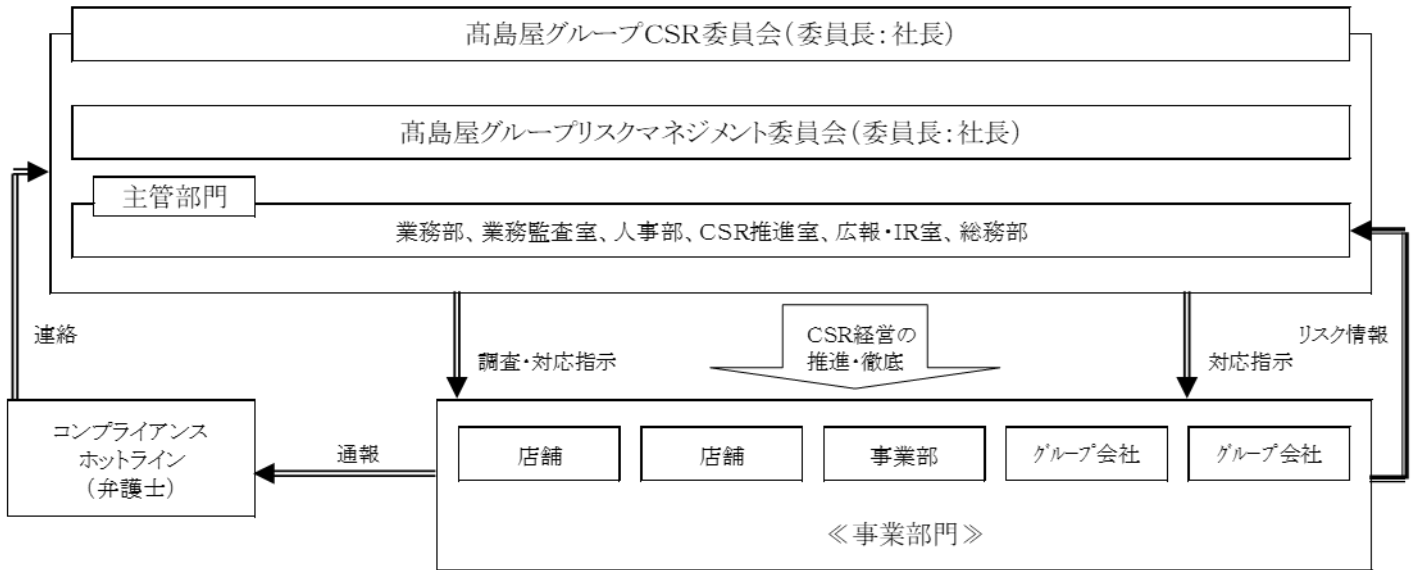 髙島屋グループCSR委員会（委員長：社長）
髙島屋グループリスクマネジメント委員会（委員長：社長）
主管部門
業務部、業務監査室、人事部、CSR推進室、広報・IR室、総務部
連絡
調査・対応指示
CSR経営の
推進・徹底
対応指示
リスク情報
コンプライアンス
ホットライン
（弁護士）
通報
店舗
店舗
事業部
グループ会社
グループ会社
≪事業部門≫